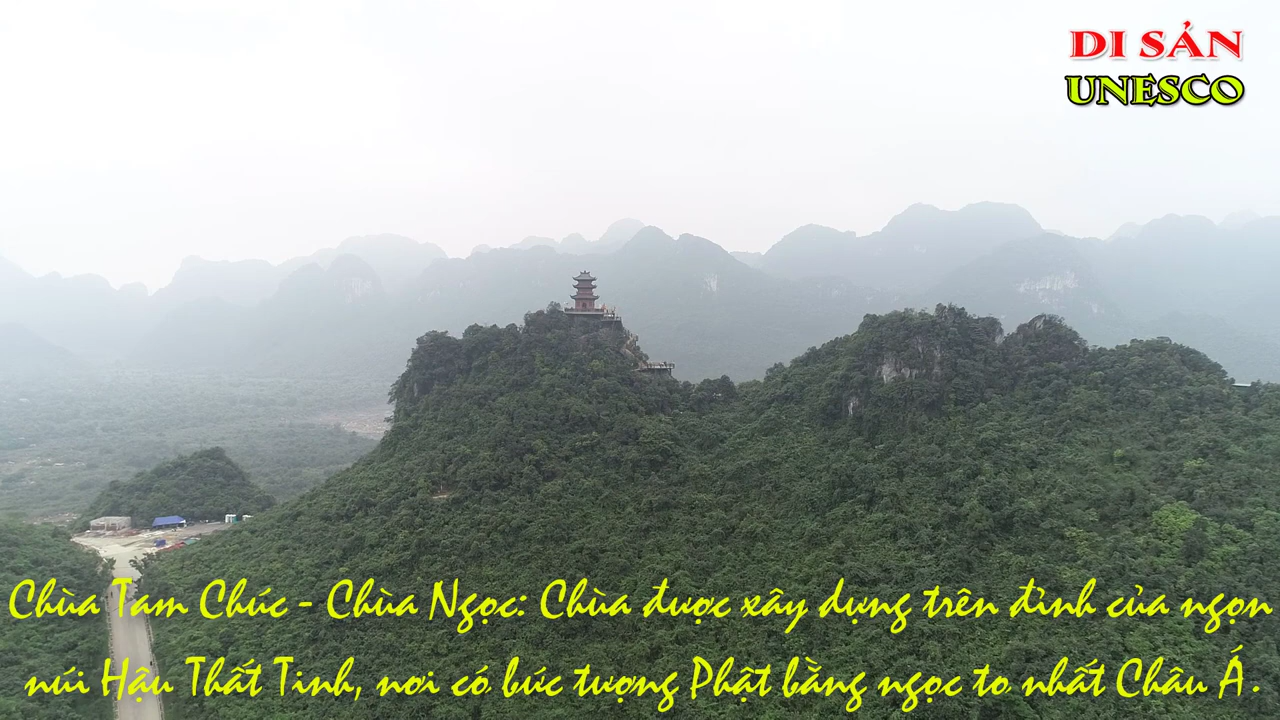 DI SẢN
UNESCO
Chùa Tam Chúc - Chùa Ngọc: Chùa được xây dựng trên đỉnh của ngọn
núi Hậu Thất Tinh, nơi có bức tượng Phật bằng ngọc to nhất Châu Á.